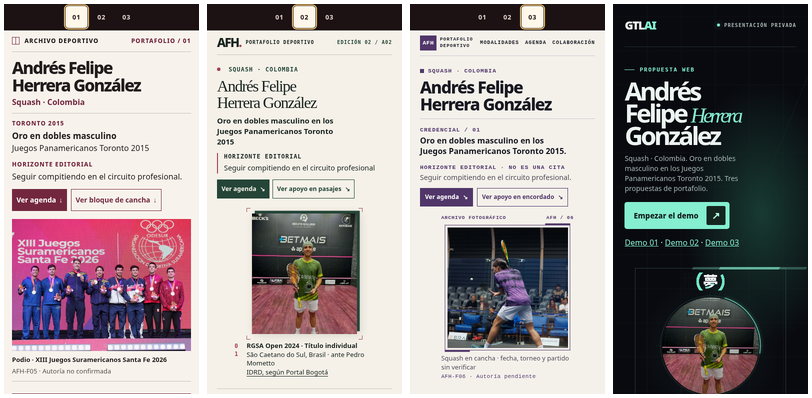 01 02 03
ARCHIVO DEPORTIVO PORTAFOLIO / 01
Andrés Felipe
Herrera González
Squash · Colombia
TORONTO 2015
Oro en dobles masculino
Juegos Panamericanos Toronto 2015
HORIZONTE EDITORIAL
Seguir compitiendo en el circuito profesional.
Ver agenda ↓ Ver bloque de cancha ↓
XIII Juegos
Suramericanos
Santa Fe 2026
Podio · XIII Juegos Suramericanos Santa Fe 2026
AFH-F05 · Autoría no confirmada
01 02 03
AFH. PORTAFOLIO DEPORTIVO EDICIÓN 02 / A02
SQUASH · COLOMBIA
Andrés Felipe
Herrera González
Oro en dobles masculino en los
Juegos Panamericanos Toronto
2015
HORIZONTE EDITORIAL
Seguir compitiendo en el circuito profesional
Ver agenda ↘ Ver apoyo en pasajes ↘
BETMAIS
0
1
RGSA Open 2024 · Título individual
São Caetano do Sul, Brasil · ante Pedro
Mometto
IDRD, según Portal Bogotá
01 02 03
AFH PORTAFOLIO
DEPORTIVO
MODALIDADES AGENDA COLABORACIÓN
SQUASH · COLOMBIA
Andrés Felipe
Herrera González
CREDENCIAL / 01
Oro en dobles masculino en los
Juegos Panamericanos Toronto 2015.
HORIZONTE EDITORIAL · NO ES UNA CITA
Seguir compitiendo en el circuito profesional.
Ver agenda ↘ Ver apoyo en encordado ↘
ARCHIVO FOTOGRÁFICO AFH / 06
BETMAIS
Squash en cancha · fecha, torneo y partido
sin verificar
AFH-F06 · Autoría pendiente
GTLAI PRESENTACIÓN PRIVADA
PROPUESTA WEB
Andrés
Felipe Herrera
González
Squash · Colombia. Oro en dobles
masculino en los Juegos
Panamericanos Toronto 2015. Tres
propuestas de portafolio.
Empezar el demo ↗
Demo 01 · Demo 02 · Demo 03
夢